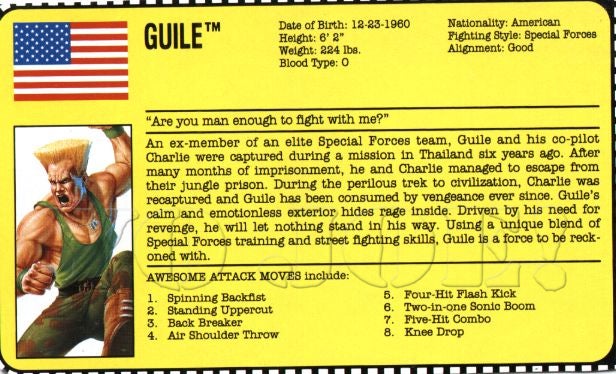 GUILE™
Date of Birth: 12-23-1960
Height: 6' 2"
Weight: 224 lbs.
Blood Type: O
Nationality: American
Fighting Style: Special Forces
Alignment: Good
"Are you man enough to fight with me?"
An ex-member of an elite Special Forces team, Guile and his co-pilot
Charlie were captured during a mission in Thailand six years ago. After
many months of imprisonment, he and Charlie managed to escape from
their jungle prison. During the perilous trek to civilization, Charlie was
recaptured and Guile has been consumed by vengeance ever since. Guile's
calm and emotionless exterior hides rage inside. Driven by his need for
revenge, he will let nothing stand in his way. Using a unique blend of
Special Forces training and street fighting skills, Guile is a force to be reck-
oned with.
YO JOE!
AWESOME ATTACK MOVES include:
1. Spinning Backfist
2. Standing Uppercut
3. Back Breaker
4. Air Shoulder Throw
5. Four-Hit Flash Kick
6. Two-in-one Sonic Boom
7. Five-Hit Combo
8. Knee Drop